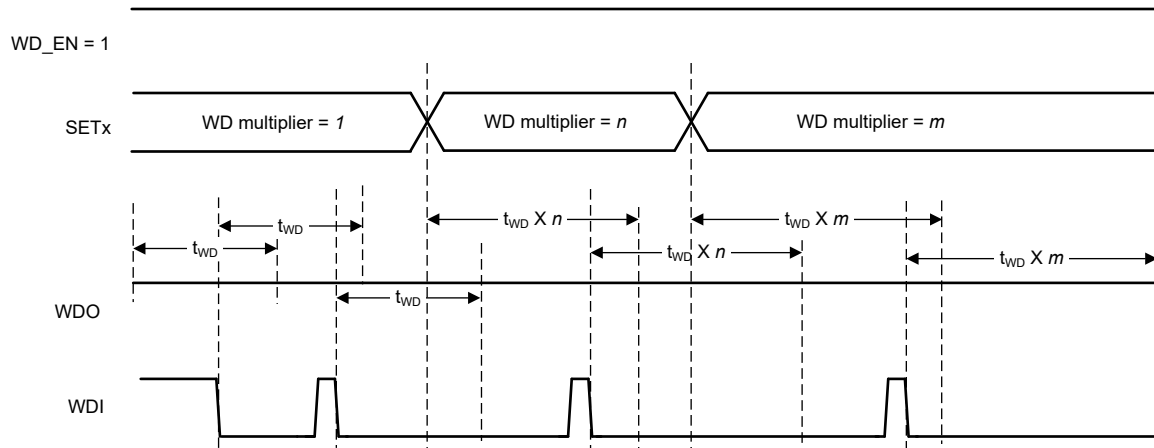 WD_EN = 1
SETx
WD multiplier = 1
WD multiplier = n
WD multiplier = m
tWD
tWD X n
tWD X m
tWD
tWD X n
tWD X m
tWD
WDO
WDI